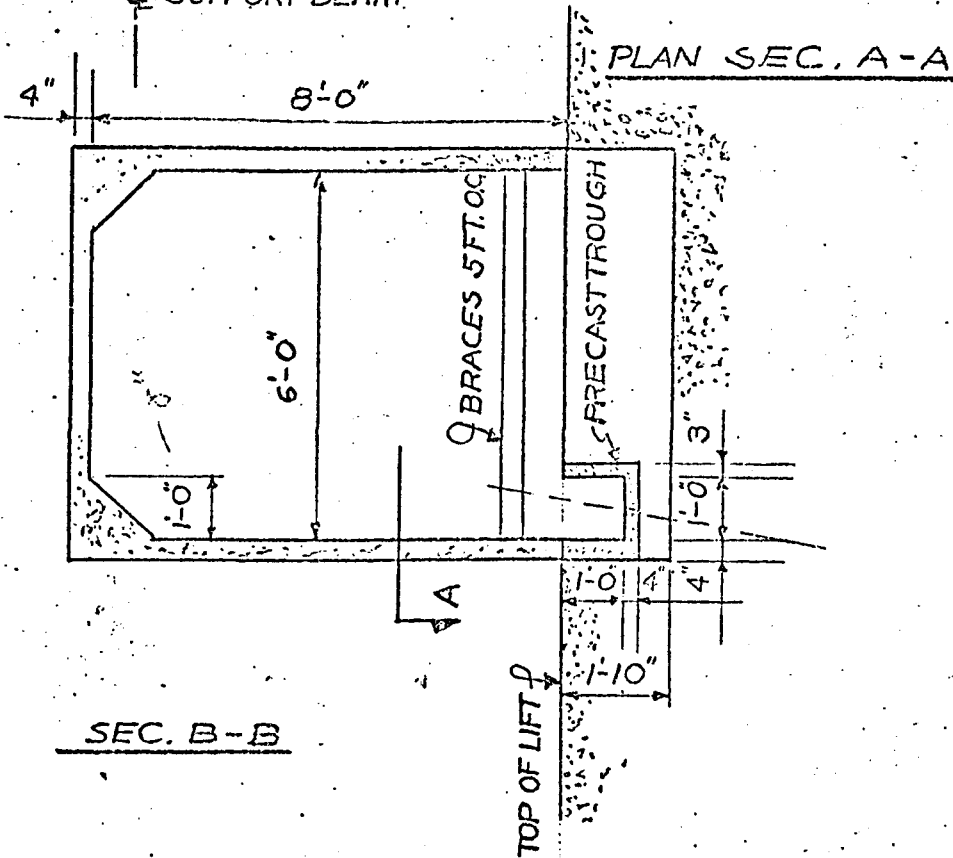 PLAN SEC. A-A
4"
8'-0"
BRACES 5 FT. O.C.
PRECAST TROUGH
6'-0"
1'-0"
3"
1'-0"
4"
1'-0"
4"
A
1'-10"
TOP OF LIFT
SEC. B-B